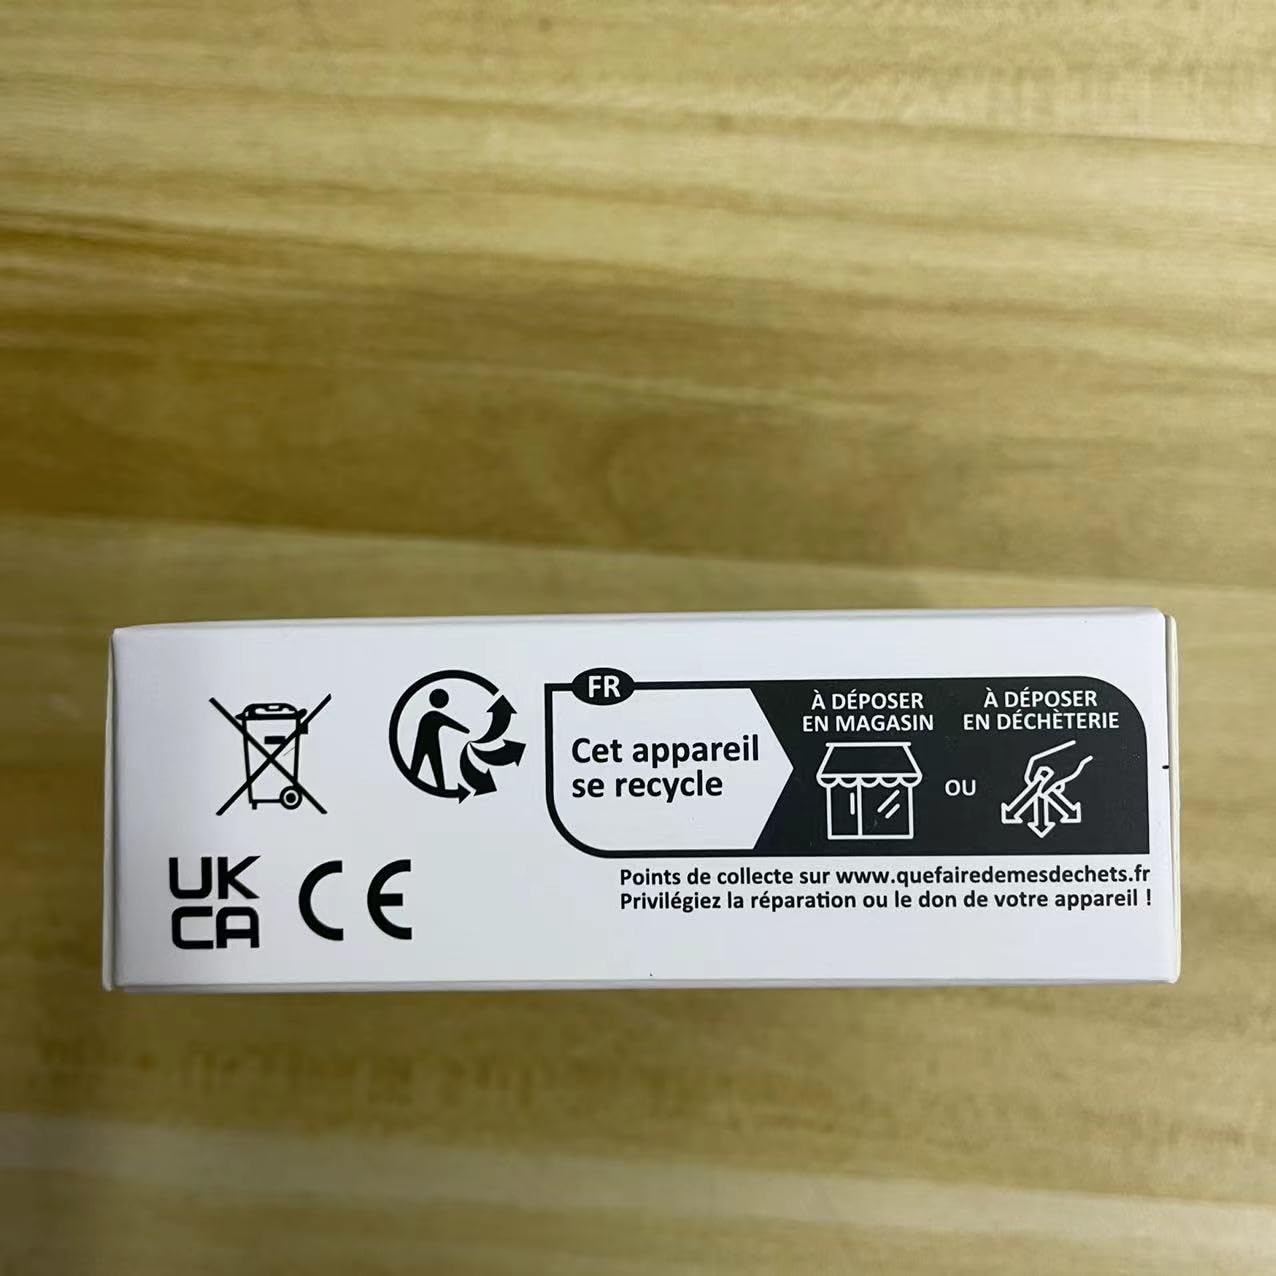 FR
Cet appareil
se recycle
À DÉPOSER
EN MAGASIN
OU
À DÉPOSER
EN DÉCHÈTERIE
Points de collecte sur www.quefairedemesdechets.fr
Privilégiez la réparation ou le don de votre appareil !
UK
CA
CE